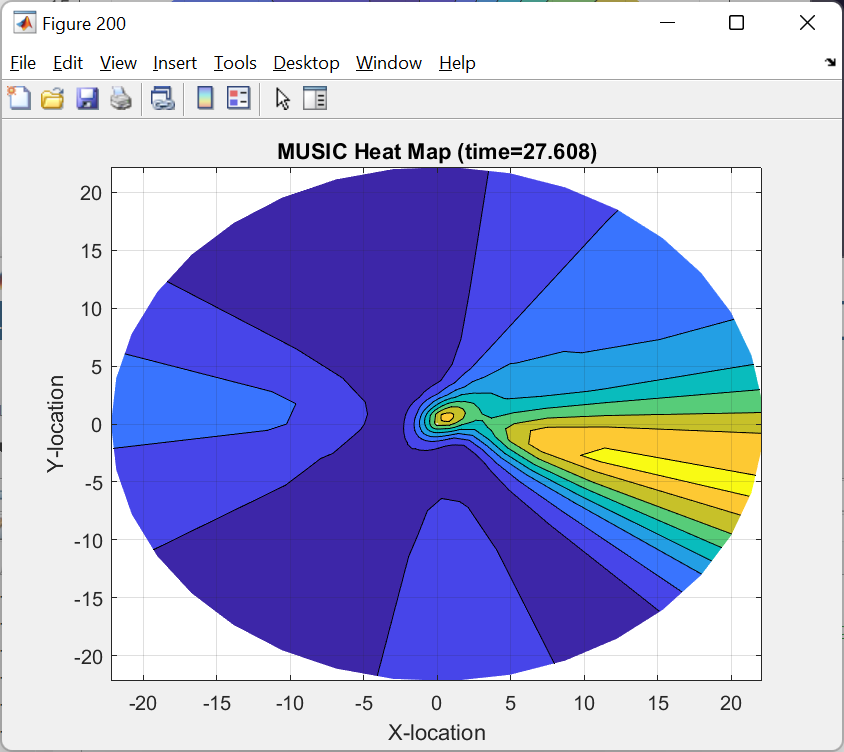 Figure 200
File Edit View Insert Tools Desktop Window Help
MUSIC Heat Map (time=27.608)
20
15
10
5
0
-5
-10
-15
-20
Y-location
-20 -15 -10 -5 0 5 10 15 20
X-location